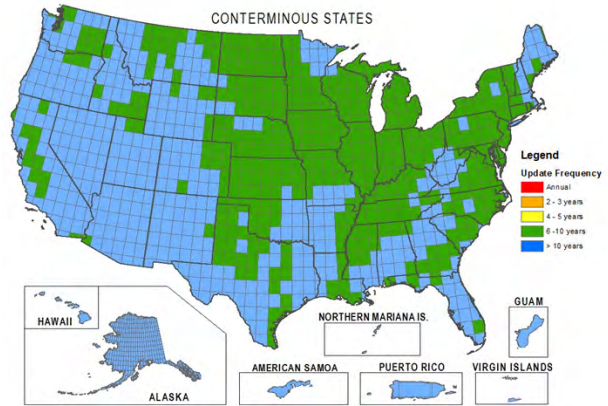 CONTERMINOUS STATES
Legend
Update Frequency
Annual
2 - 3 years
4 - 5 years
6 -10 years
> 10 years
HAWAII
ALASKA
NORTHERN MARIANA IS.
GUAM
AMERICAN SAMOA
PUERTO RICO
VIRGIN ISLANDS